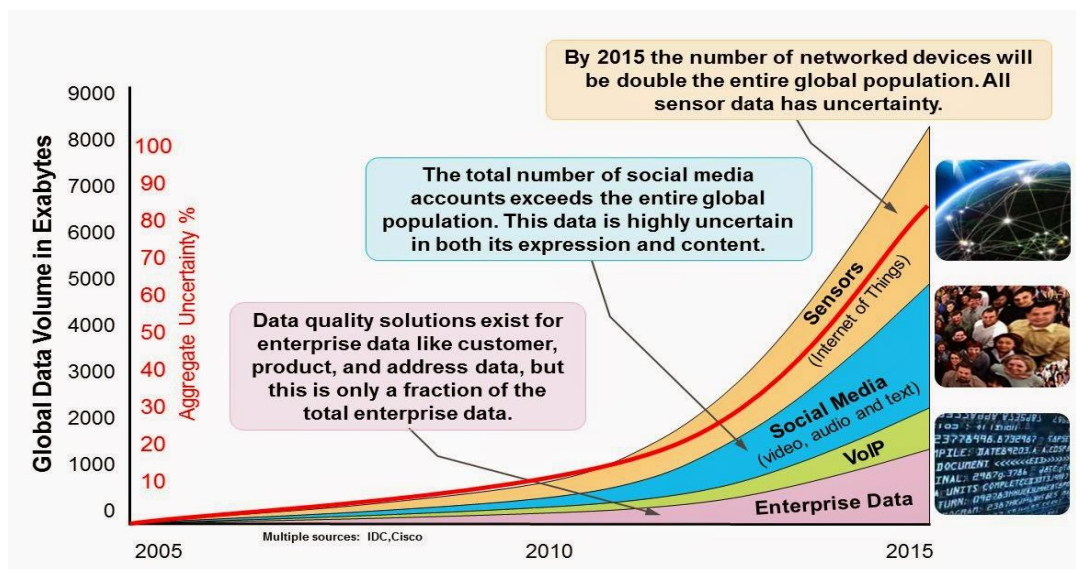 By 2015 the number of networked devices will
be double the entire global population. All
sensor data has uncertainty.
The total number of social media
accounts exceeds the entire global
population. This data is highly uncertain
in both its expression and content.
Data quality solutions exist for
enterprise data like customer,
product, and address data, but
this is only a fraction of the
total enterprise data.
Global Data Volume in Exabytes
9000
8000
7000
6000
5000
4000
3000
2000
1000
0
Aggregate Uncertainty %
100
90
80
70
60
50
40
30
20
10
Sensors
(Internet of Things)
Social Media
(video, audio and text)
VoIP
Enterprise Data
Multiple sources: IDC,Cisco
2005
2010
2015
DOCUMENT